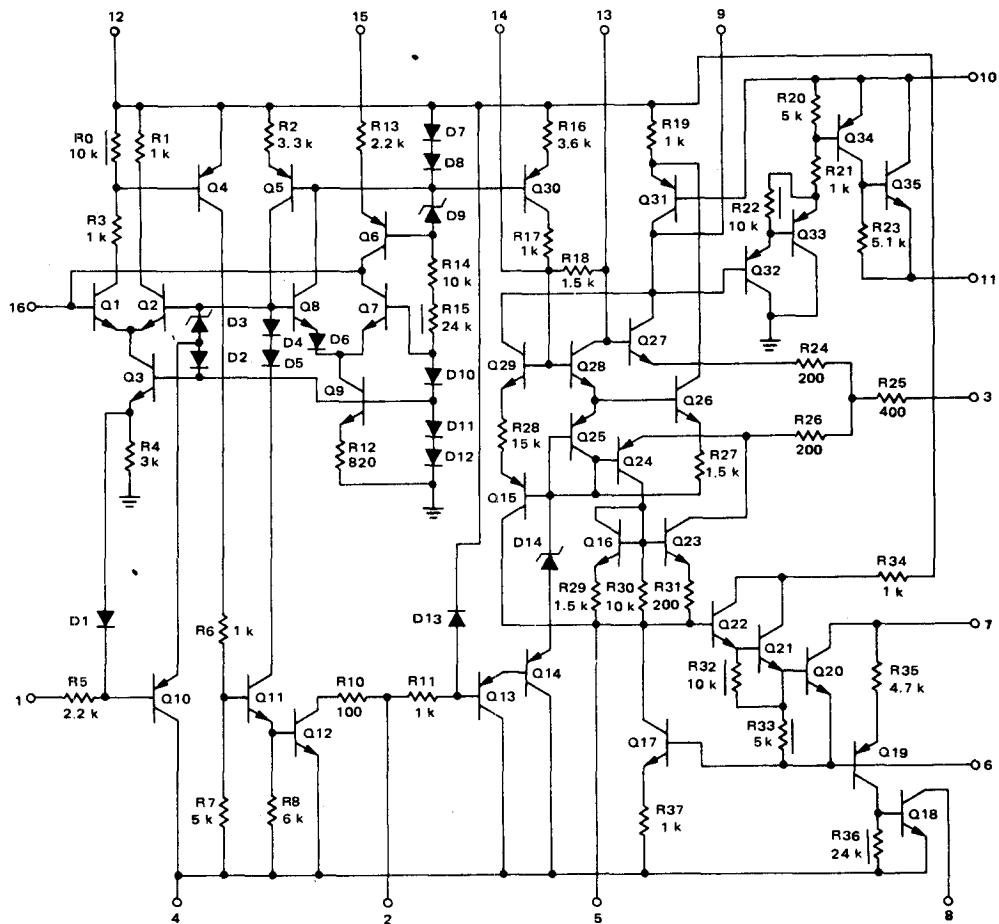 12
15
14
13
9
10
R0
10 k
R1
1 k
Q4
R2
3.3 k
Q5
R13
2.2 k
D7
D8
R16
3.6 k
Q30
R19
1 k
R20
5 k
Q34
R21
1 k
Q35
Q31
R3
1 k
D9
Q6
R17
1 k
R22
10 k
Q33
R23
5.1 k
R14
10 k
R18
1.5 k
Q32
11
16
Q1
Q2
Q8
Q7
R15
24 k
D3
D4
D6
D2
D5
Q27
Q29
Q28
R24
200
Q3
Q9
D10
Q26
R25
400
3
D11
R28
15 k
Q25
R26
200
R4
3k
R12
820
D12
Q24
R27
1.5 k
Q15
D14
Q16
Q23
R34
1 k
R29
1.5 k
R30
10 k
R31
200
D1
R6
1 k
D13
Q22
Q21
7
Q14
R32
10 k
Q20
R35
4.7 k
1
R5
2.2 k
Q10
Q11
R10
100
R11
1 k
Q13
Q12
Q17
R33
5 k
Q19
6
R7
5 k
R8
6 k
R37
1 k
Q18
R36
24 k
4
2
5
8